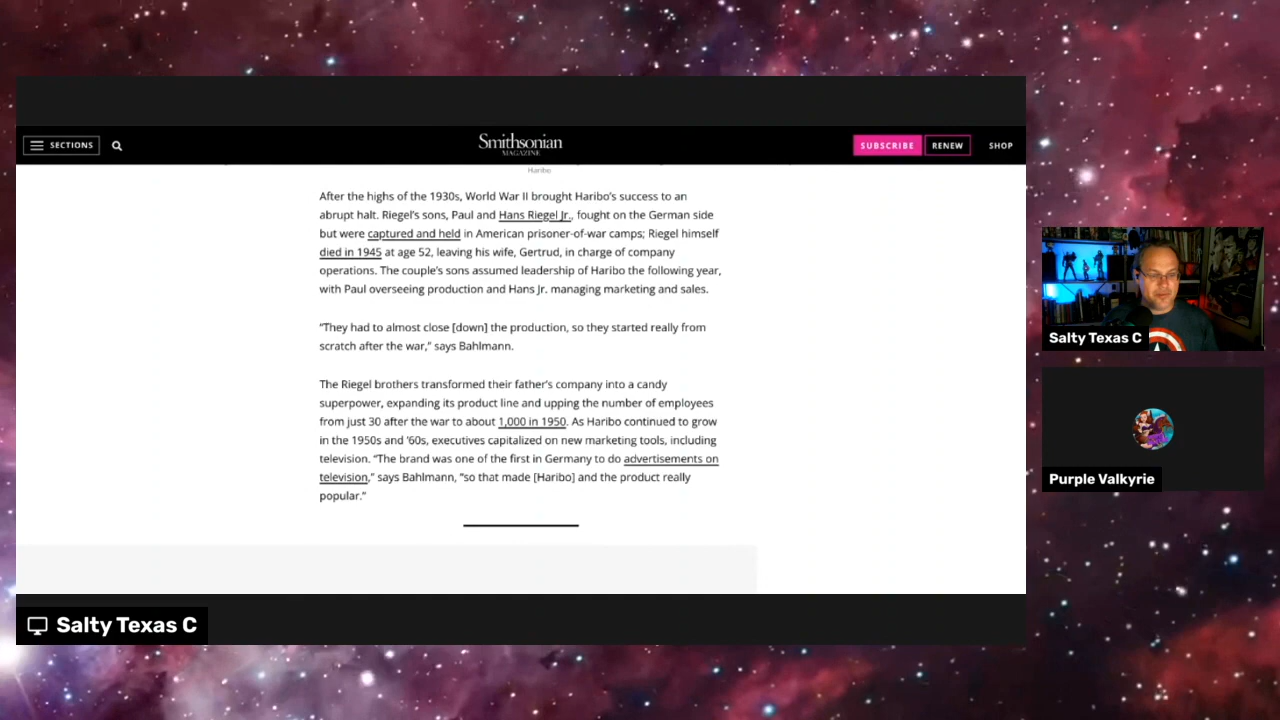 SECTIONS
Smithsonian
MAGAZINE
SUBSCRIBE
RENEW
SHOP
Haribo
After the highs of the 1930s, World War II brought Haribo’s success to an
abrupt halt. Riegel’s sons, Paul and Hans Riegel Jr., fought on the German side
but were captured and held in American prisoner-of-war camps; Riegel himself
died in 1945 at age 52, leaving his wife, Gertrud, in charge of company
operations. The couple’s sons assumed leadership of Haribo the following year,
with Paul overseeing production and Hans Jr. managing marketing and sales.
“They had to almost close [down] the production, so they started really from
scratch after the war,” says Bahlmann.
The Riegel brothers transformed their father’s company into a candy
superpower, expanding its product line and upping the number of employees
from just 30 after the war to about 1,000 in 1950. As Haribo continued to grow
in the 1950s and ’60s, executives capitalized on new marketing tools, including
television. “The brand was one of the first in Germany to do advertisements on
television,” says Bahlmann, “so that made [Haribo] and the product really
popular.”
Salty Texas C
Purple Valkyrie
Salty Texas C